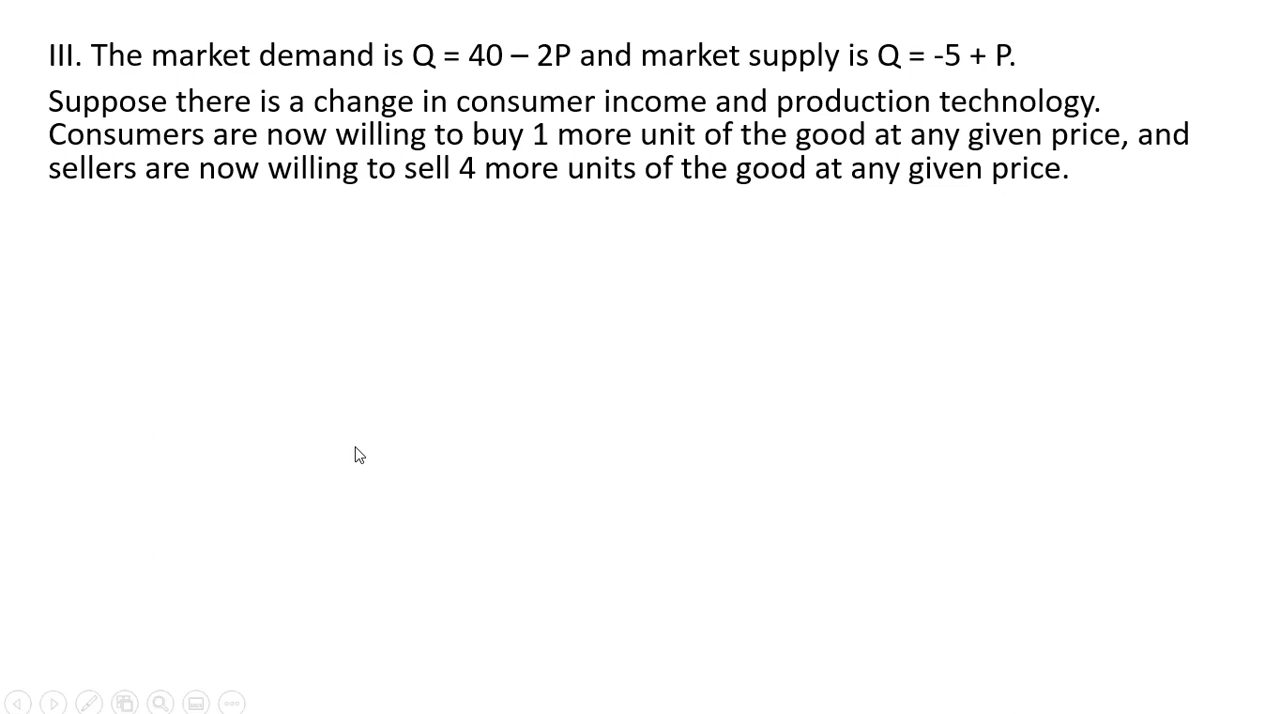 III. The market demand is Q = 40 – 2P and market supply is Q = -5 + P.
Suppose there is a change in consumer income and production technology.
Consumers are now willing to buy 1 more unit of the good at any given price, and
sellers are now willing to sell 4 more units of the good at any given price.